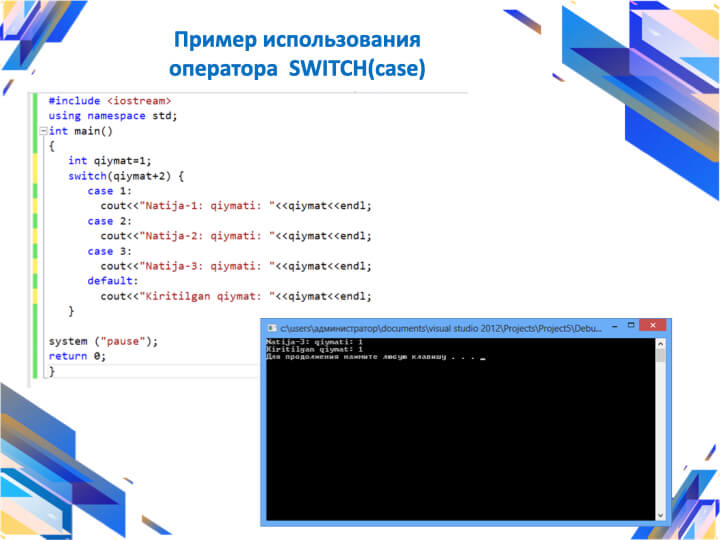 Пример использования
оператора SWITCH(case)
#include <iostream>
using namespace std;
int main()
{
int qiymat=1;
switch(qiymat+2) {
case 1:
cout<<"Natija-1: qiymati: "<<qiymat<<endl;
case 2:
cout<<"Natija-2: qiymati: "<<qiymat<<endl;
case 3:
cout<<"Natija-3: qiymati: "<<qiymat<<endl;
default:
cout<<"Kiritilgan qiymat: "<<qiymat<<endl;
}
system ("pause");
return 0;
}
c:\users\администратор\documents\visual studio 2012\Projects\Project5\Debu...
Natija-3: qiymati: 1
Kiritilgan qiymat: 1
Для продолжения нажмите любую клавишу . . . _